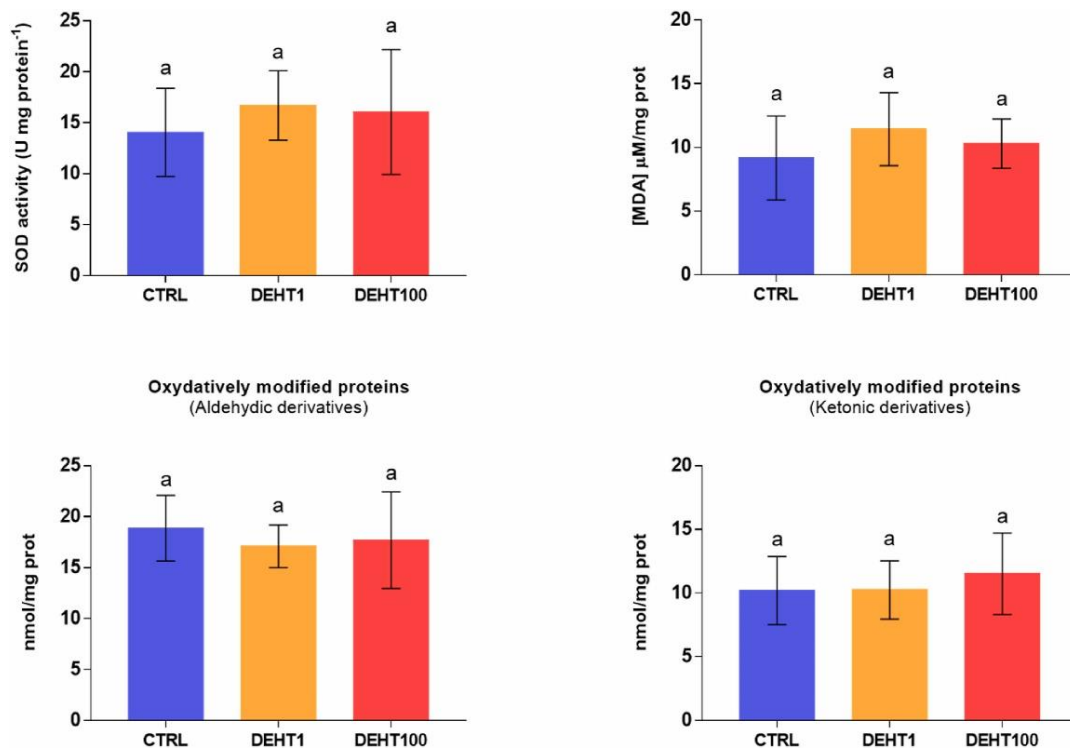 SOD activity (U mg protein⁻¹)
25
20
15
10
5
0
a
a
a
CTRL
DEHT1
DEHT100
[MDA] μM/mg prot
20
15
10
5
0
a
a
a
CTRL
DEHT1
DEHT100
Oxydatively modified proteins
(Aldehydic derivatives)
nmol/mg prot
25
20
15
10
5
0
a
a
a
CTRL
DEHT1
DEHT100
Oxydatively modified proteins
(Ketonic derivatives)
nmol/mg prot
20
15
10
5
0
a
a
a
CTRL
DEHT1
DEHT100